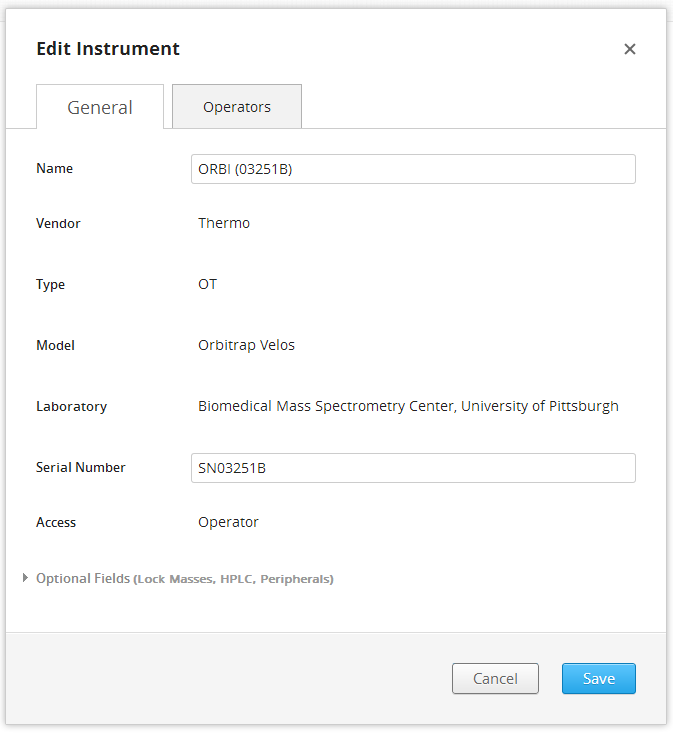 Edit Instrument ×
General Operators
Name ORBI (03251B)
Vendor Thermo
Type OT
Model Orbitrap Velos
Laboratory Biomedical Mass Spectrometry Center, University of Pittsburgh
Serial Number SN03251B
Access Operator
Optional Fields (Lock Masses, HPLC, Peripherals)
Cancel Save